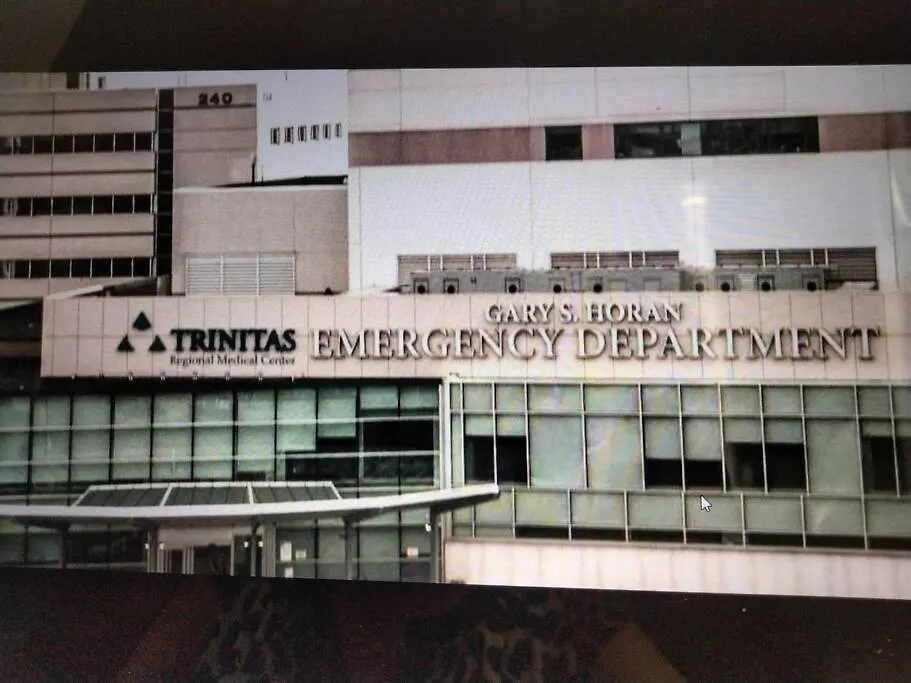 240
TRINITAS
Regional Medical Center
GARY S. HORAN
EMERGENCY DEPARTMENT